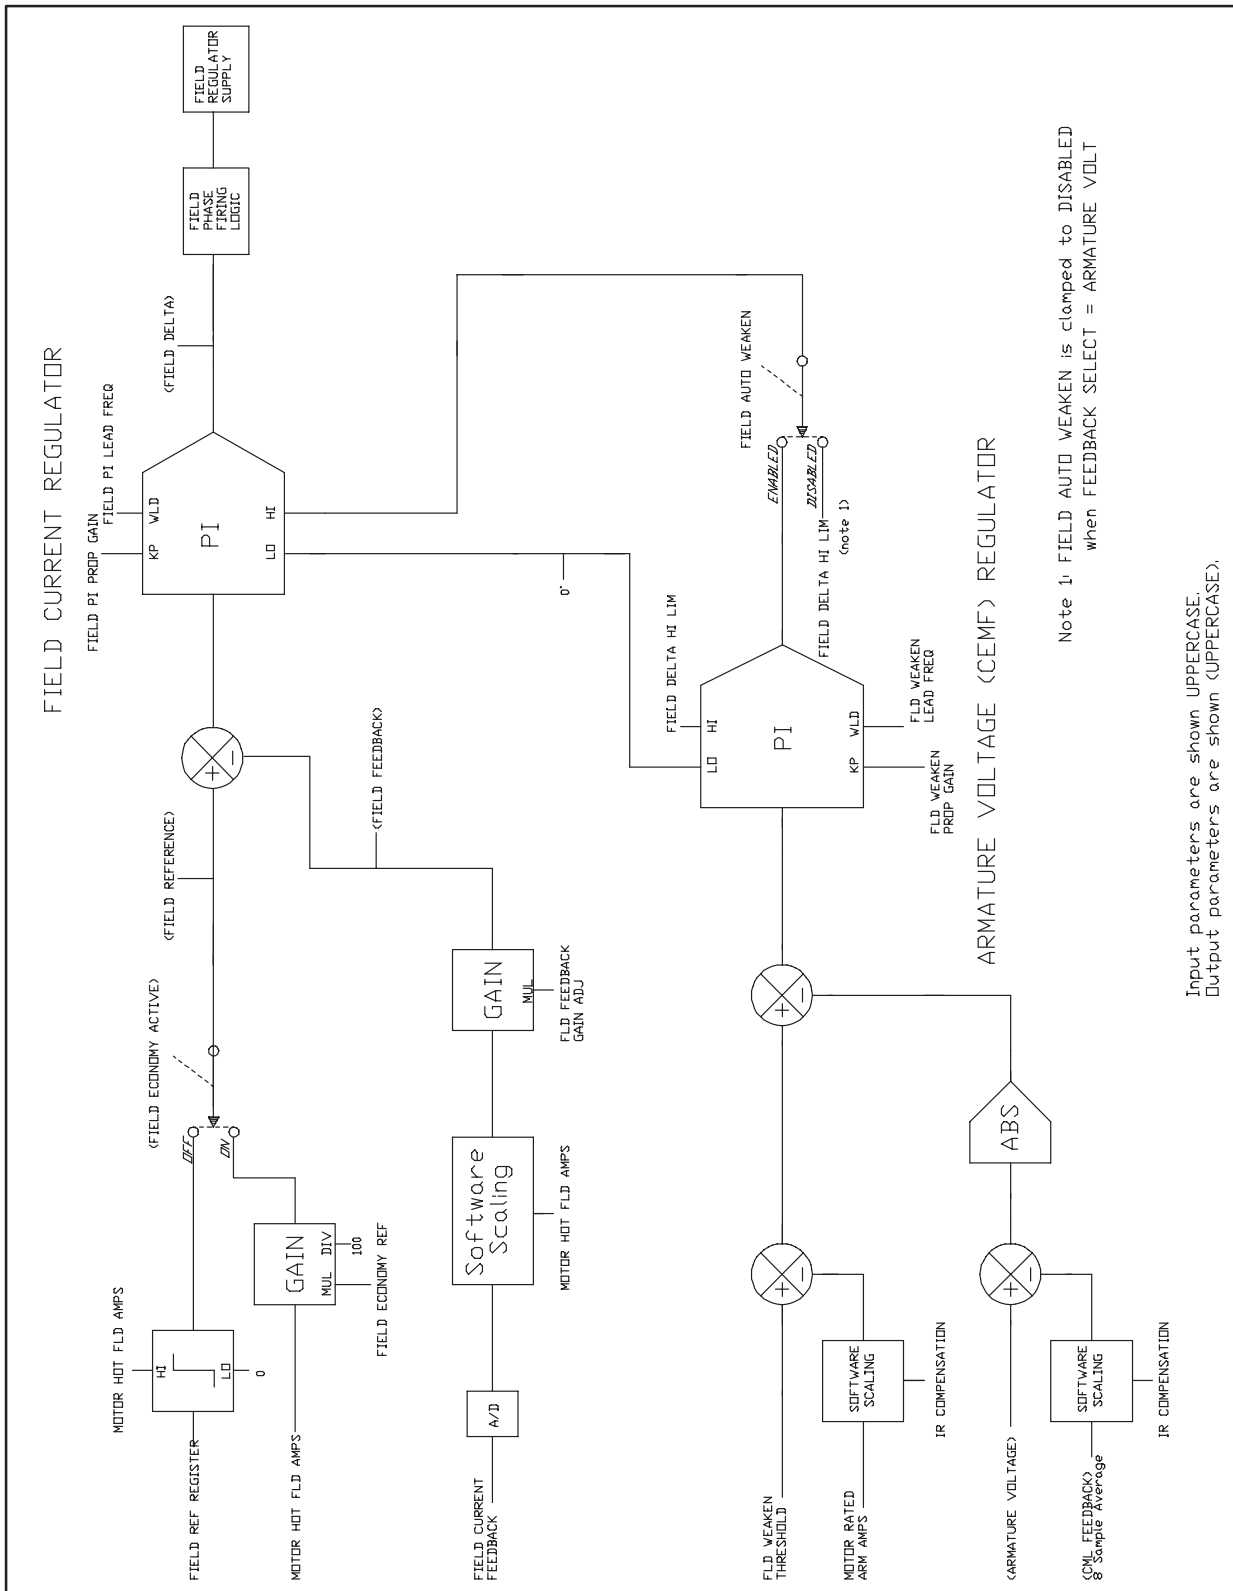 FIELD CURRENT REGULATOR
FIELD REF REGISTER
MOTOR HOT FLD AMPS
HI
LO
0
MOTOR HOT FLD AMPS
GAIN
MUL DIV
100
FIELD ECONOMY REF
OFF
ON
(FIELD ECONOMY ACTIVE)
(FIELD REFERENCE)
+
-
FIELD PI PROP GAIN
FIELD PI LEAD FREQ
KP WLD
PI
LO HI
(FIELD DELTA)
FIELD
PHASE
FIRING
LOGIC
FIELD
REGULATOR
SUPPLY
FIELD CURRENT
FEEDBACK
A/D
Software
Scaling
MOTOR HOT FLD AMPS
GAIN
MUL
FLD FEEDBACK
GAIN ADJ
(FIELD FEEDBACK)
0°
FLD WEAKEN
THRESHOLD
MOTOR RATED
ARM AMPS
SOFTWARE
SCALING
IR COMPENSATION
+
-
+
-
FIELD DELTA HI LIM
LO HI
PI
KP WLD
FLD WEAKEN
PROP GAIN
FLD WEAKEN
LEAD FREQ
ENABLED
DISABLED
FIELD DELTA HI LIM
(note 1)
FIELD AUTO WEAKEN
(ARMATURE VOLTAGE)
(CML FEEDBACK)
8 Sample Average
SOFTWARE
SCALING
IR COMPENSATION
+
-
ABS
ARMATURE VOLTAGE (CEMF) REGULATOR
Note 1: FIELD AUTO WEAKEN is clamped to DISABLED
when FEEDBACK SELECT = ARMATURE VOLT
Input parameters are shown UPPERCASE.
Output parameters are shown (UPPERCASE).